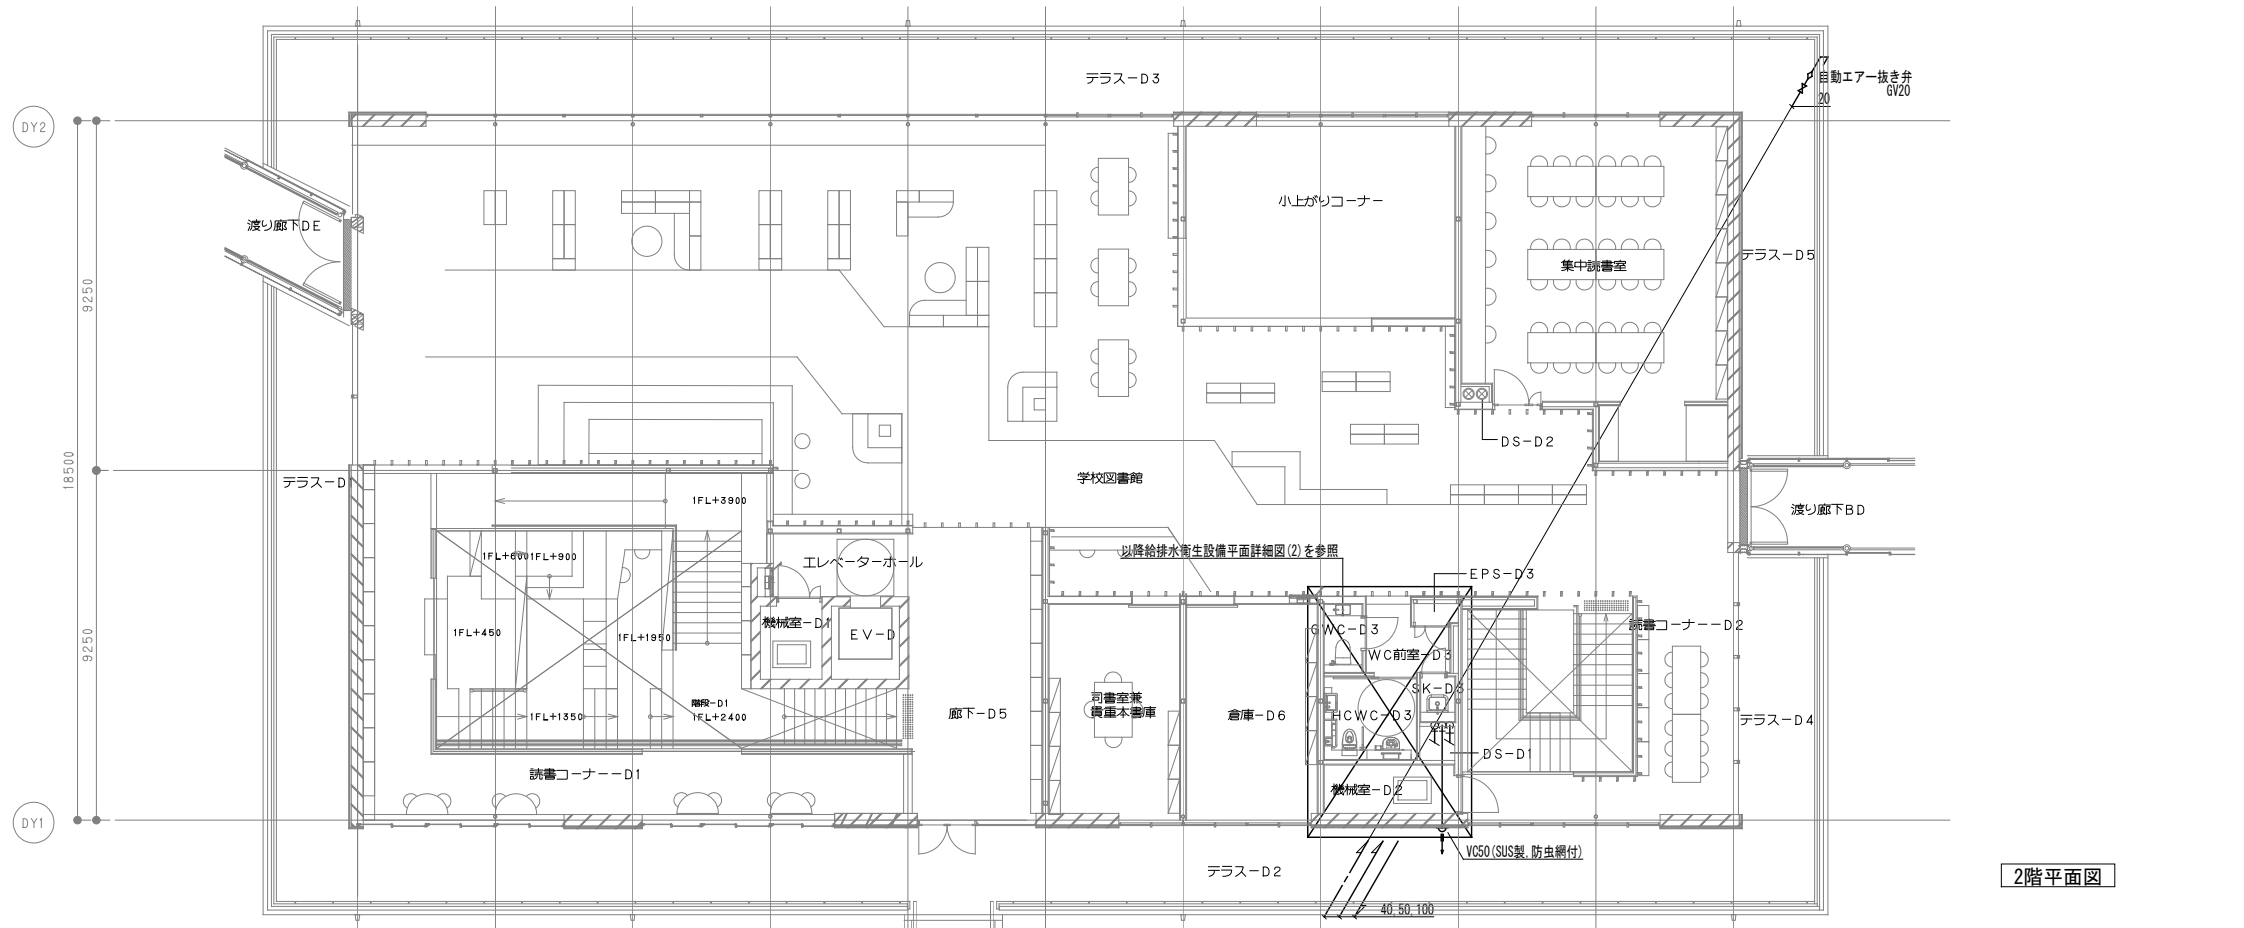 テラス-D3
自動エアー抜き弁
GV20
20
DY2
渡り廊下DE
小上がりコーナー
集中読書室
テラス-D5
9250
18500
DS-D2
学校図書館
テラス-D
1FL+3900
渡り廊下BD
1FL+600
1FL+900
エレベーターホール
以降給排水衛生設備平面詳細図(2)を参照
EPS-D3
1FL+450
1FL+1950
機械室-D1
EV-D
GWC-D3
WC前室-D3
読書コーナー-D2
9250
SK-D3
階段-D1
1FL+1350
1FL+2400
廊下-D5
司書室兼
貴重本書庫
倉庫-D6
HCWC-D3
テラス-D4
DS-D1
読書コーナー-D1
機械室-D2
DY1
VC50(SUS製,防虫網付)
テラス-D2
2階平面図
40,50,100